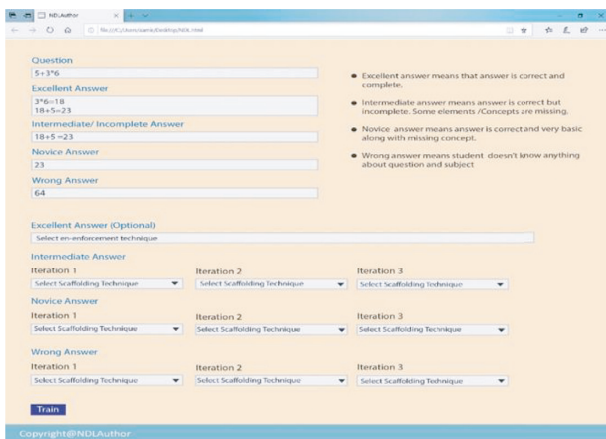 NDLAuthor
Question
5+3*6
Excellent Answer
3*6=18
18+5=23
Intermediate/ Incomplete Answer
18+5=23
Novice Answer
23
Wrong Answer
64
● Excellent answer means that answer is correct and
complete.
● Intermediate answer means answer is correct but
incomplete. Some elements /Concepts are missing.
● Novice answer means answer is correctand very basic
along with missing concept.
● Wrong answer means student doesn't know anything
about question and subject
Excellent Answer (Optional)
Select en-enforcement technique
Intermediate Answer
Iteration 1 Iteration 2 Iteration 3
Select Scaffolding Technique Select Scaffolding Technique Select Scaffolding Technique
Novice Answer
Iteration 1 Iteration 2 Iteration 3
Select Scaffolding Technique Select Scaffolding Technique Select Scaffolding Technique
Wrong Answer
Iteration 1 Iteration 2 Iteration 3
Select Scaffolding Technique Select Scaffolding Technique Select Scaffolding Technique
Train
Copyright@NDLAuthor